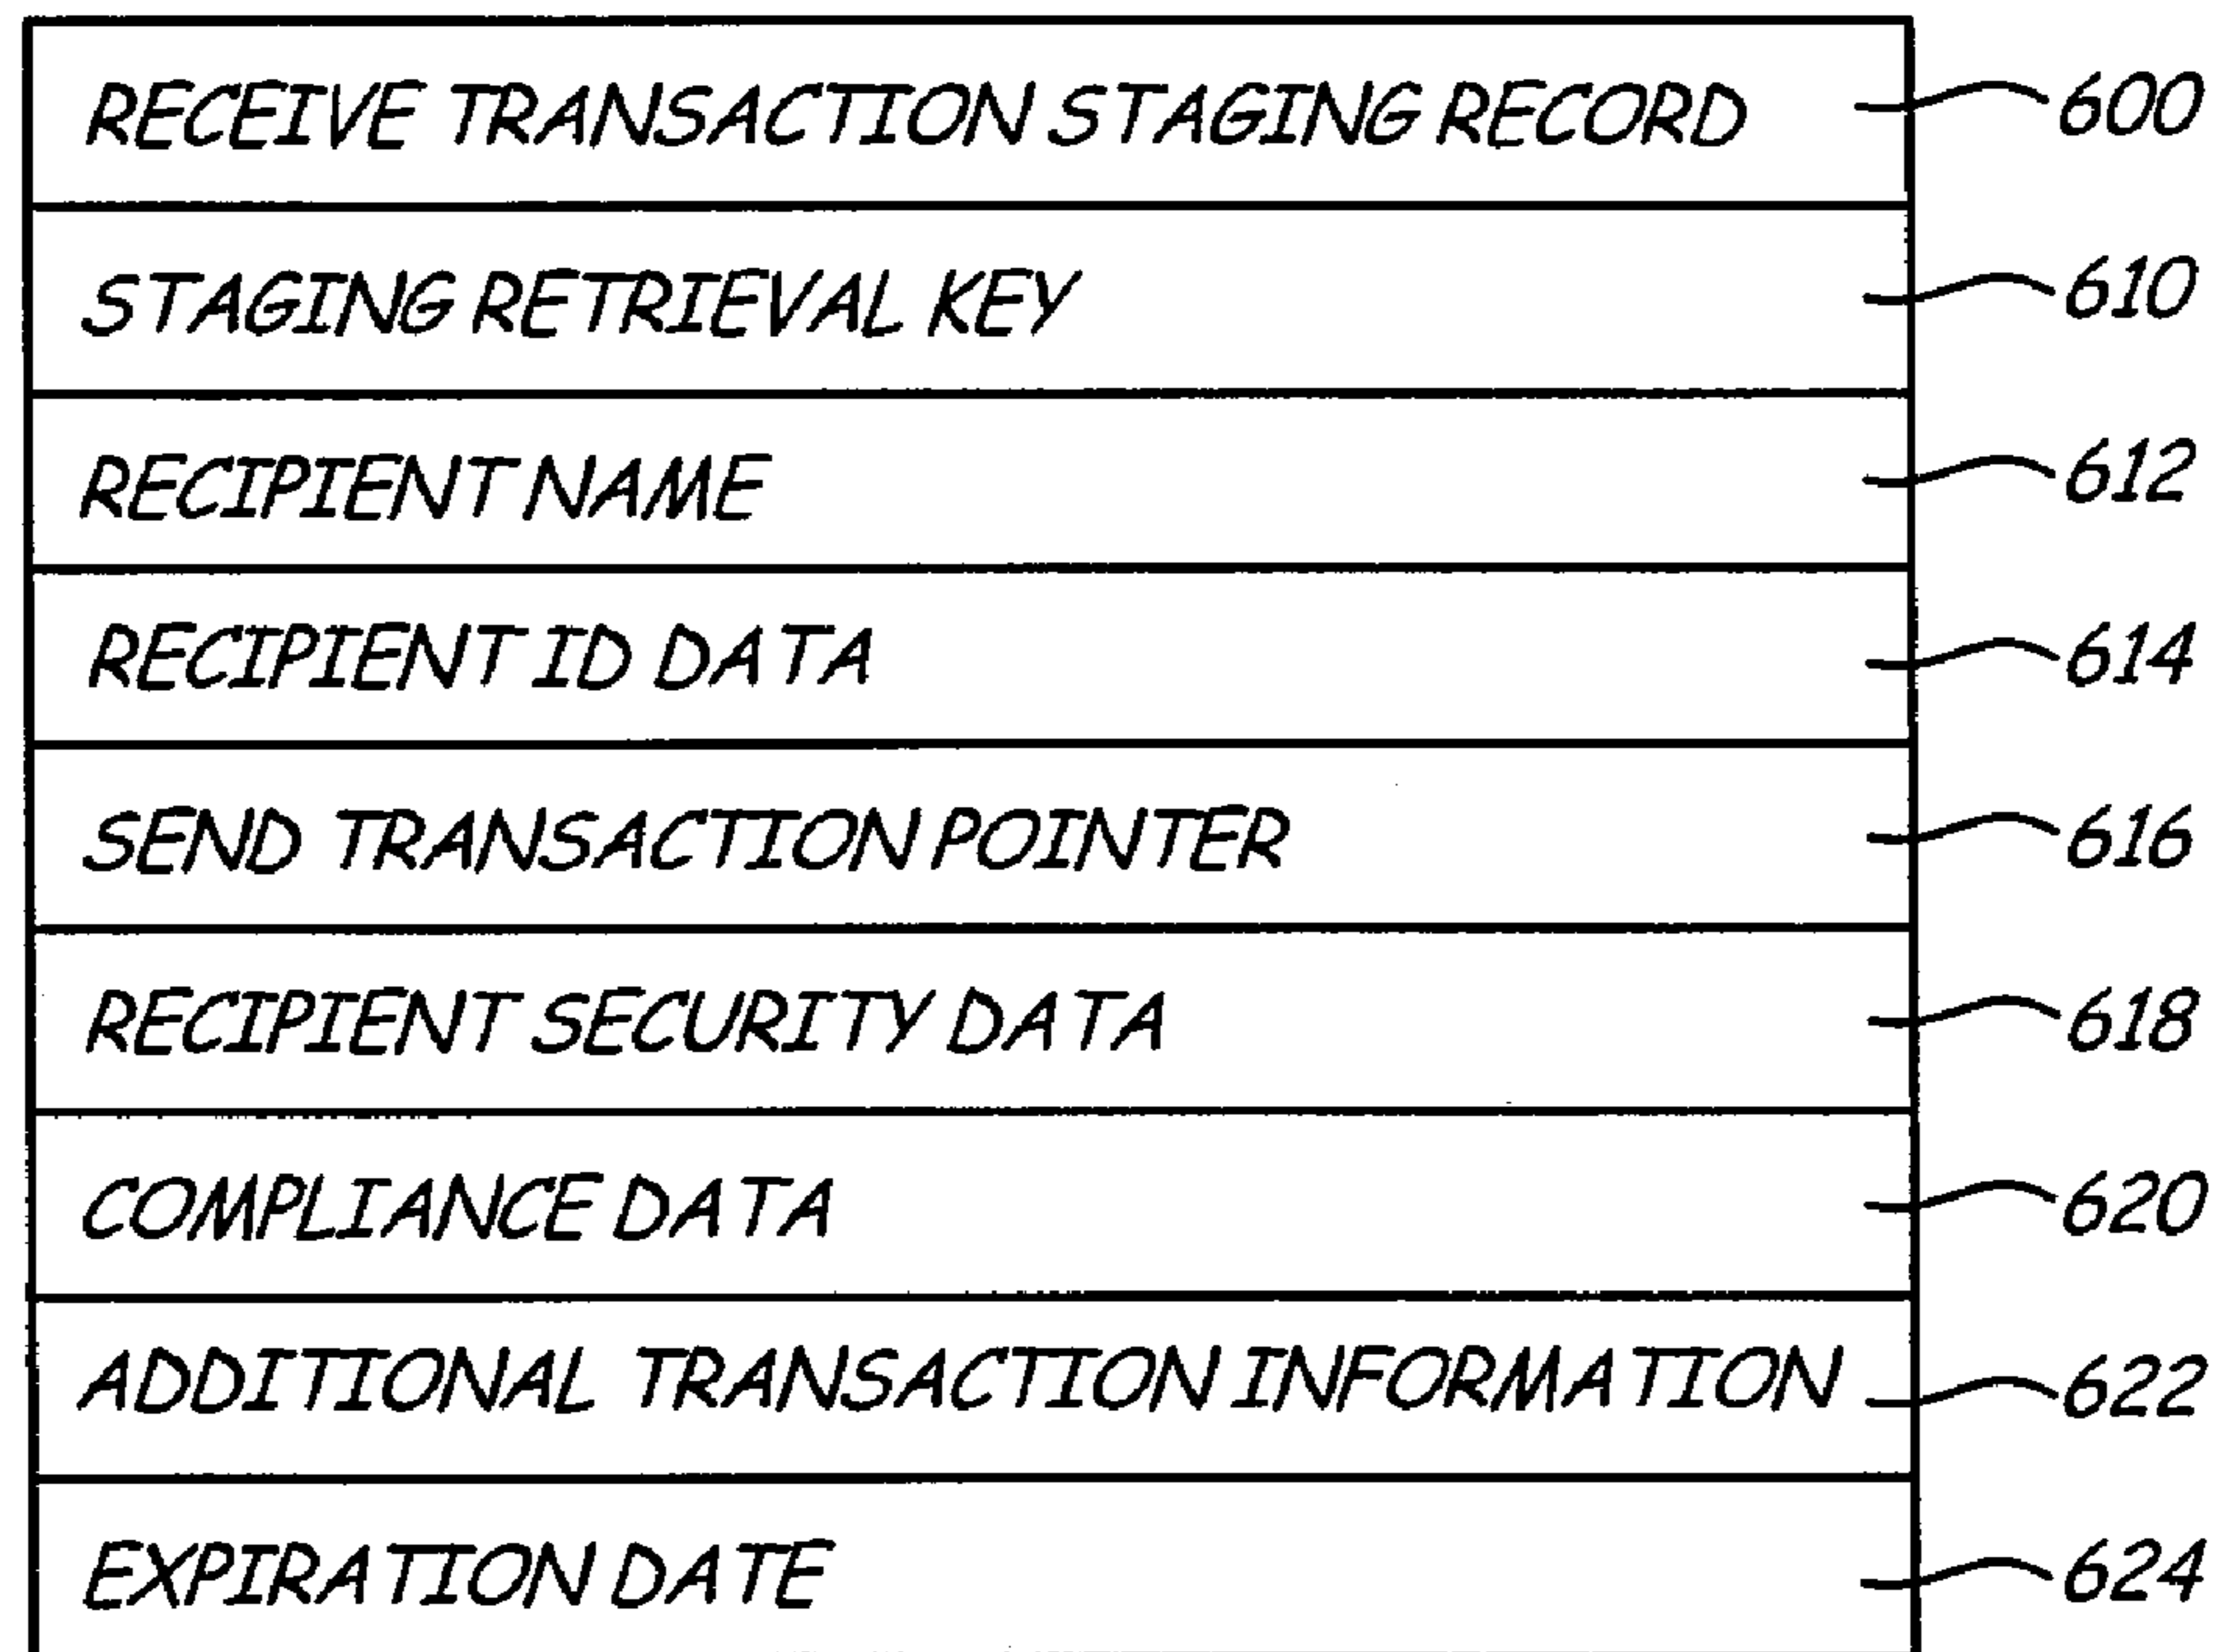 RECEIVE TRANSACTION STAGING RECORD 600
STAGING RETRIEVAL KEY 610
RECIPIENT NAME 612
RECIPIENT ID DATA 614
SEND TRANSACTION POINTER 616
RECIPIENT SECURITY DATA 618
COMPLIANCE DATA 620
ADDITIONAL TRANSACTION INFORMATION 622
EXPIRATION DATE 624